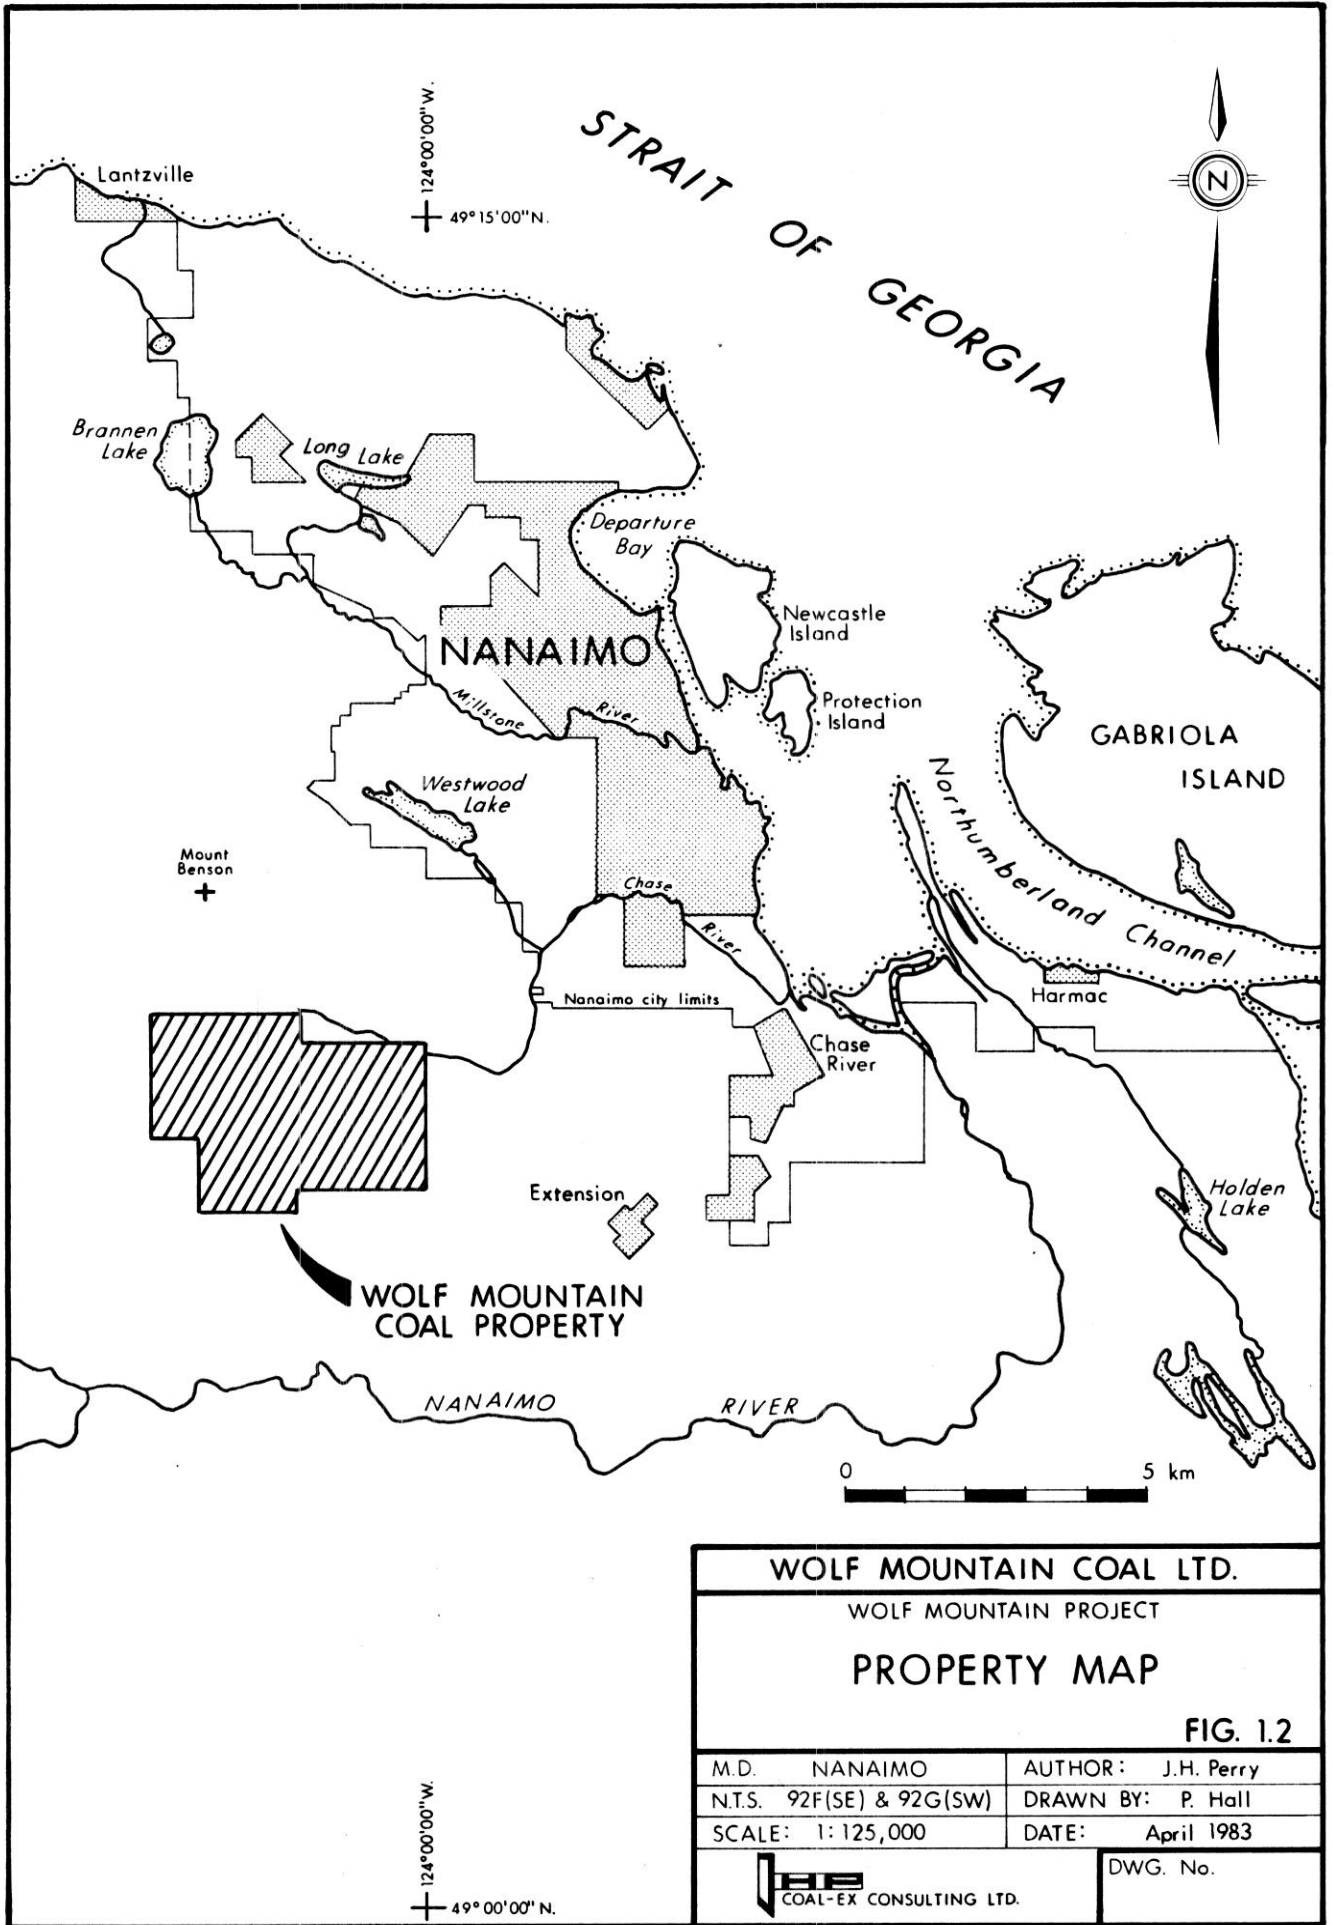 124°00'00"W.
49°15'00"N.
STRAIT OF GEORGIA
N
Lantzville
Brannen
Lake
Long Lake
Departure
Bay
Newcastle
Island
NANAIMO
Millstone River
Protection
Island
GABRIOLA
ISLAND
Westwood
Lake
Northumberland Channel
Mount
Benson
Chase River
Harmac
Nanaimo city limits
Chase
River
Extension
Holden
Lake
WOLF MOUNTAIN
COAL PROPERTY
NANAIMO RIVER
0 5 km
WOLF MOUNTAIN COAL LTD.
WOLF MOUNTAIN PROJECT
PROPERTY MAP
FIG. 1.2
M.D. NANAIMO
AUTHOR: J.H. Perry
N.T.S. 92F(SE) & 92G(SW)
DRAWN BY: P. Hall
SCALE: 1:125,000
DATE: April 1983
JHP
COAL-EX CONSULTING LTD.
DWG. No.
124°00'00"W.
49°00'00"N.